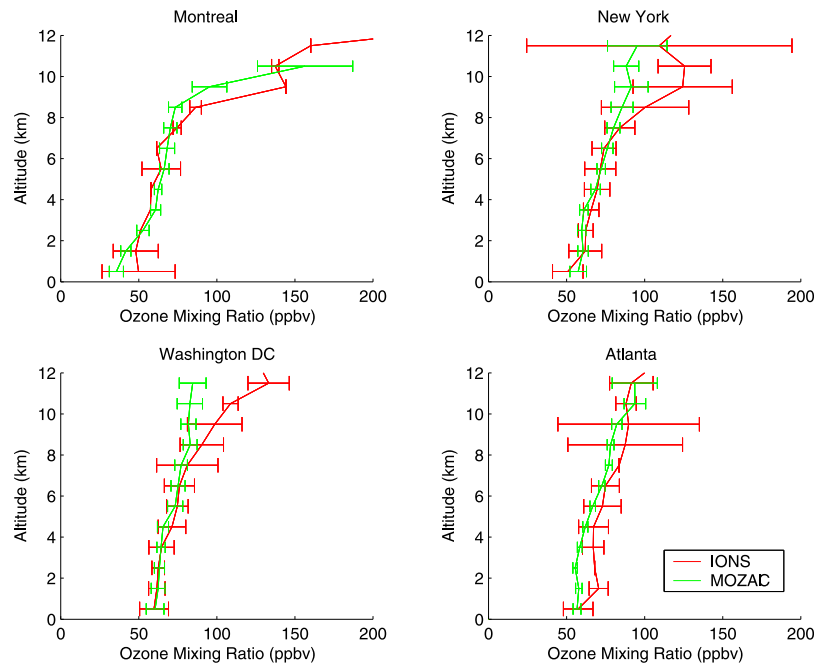 Montreal
12
10
8
6
4
2
0
Altitude (km)
0 50 100 150 200
Ozone Mixing Ratio (ppbv)
New York
12
10
8
6
4
2
0
Altitude (km)
0 50 100 150 200
Ozone Mixing Ratio (ppbv)
Washington DC
12
10
8
6
4
2
0
Altitude (km)
0 50 100 150 200
Ozone Mixing Ratio (ppbv)
Atlanta
12
10
8
6
4
2
0
Altitude (km)
IONS
MOZAIC
0 50 100 150 200
Ozone Mixing Ratio (ppbv)